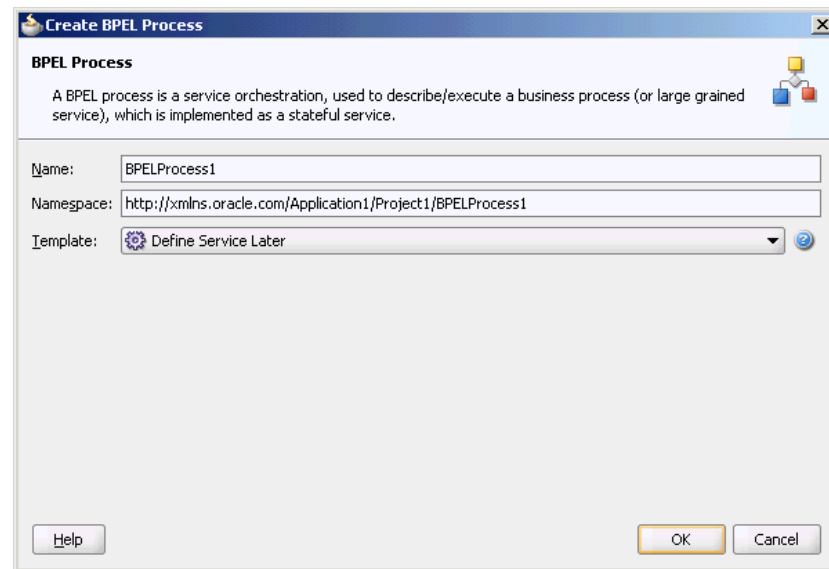 Create BPEL Process
BPEL Process
A BPEL process is a service orchestration, used to describe/execute a business process (or large grained
service), which is implemented as a stateful service.
Name: BPELProcess1
Namespace: http://xmlns.oracle.com/Application1/Project1/BPELProcess1
Template: Define Service Later
Help OK Cancel